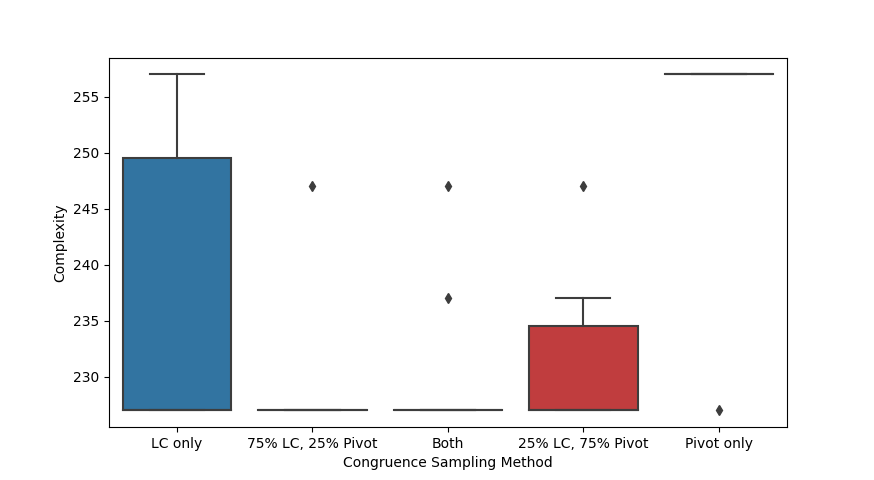 Complexity
255
250
245
240
235
230
LC only
75% LC, 25% Pivot
Both
25% LC, 75% Pivot
Pivot only
Congruence Sampling Method